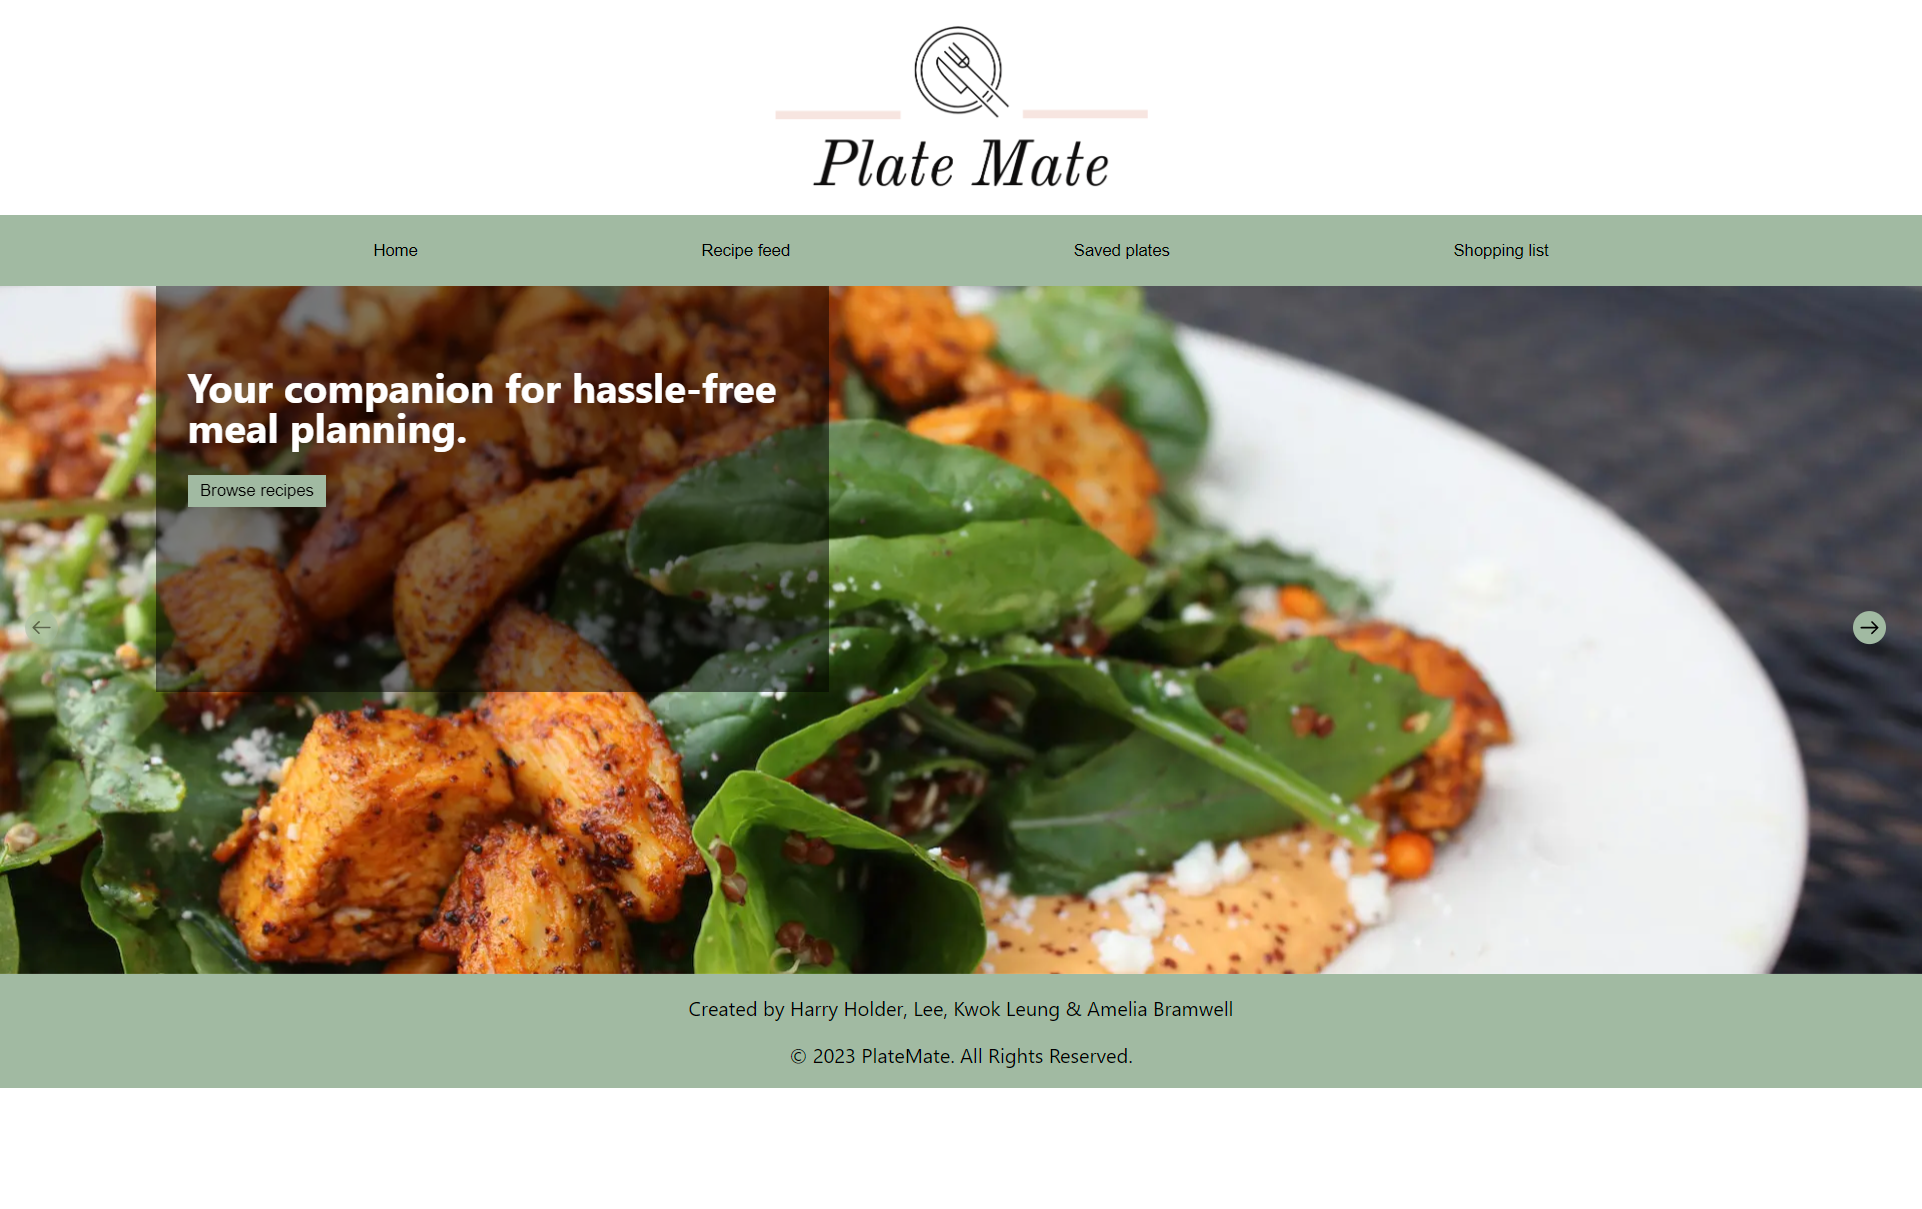 Plate Mate
Home Recipe feed Saved plates Shopping list
Your companion for hassle-free
meal planning.
Browse recipes
Created by Harry Holder, Lee, Kwok Leung & Amelia Bramwell
© 2023 PlateMate. All Rights Reserved.